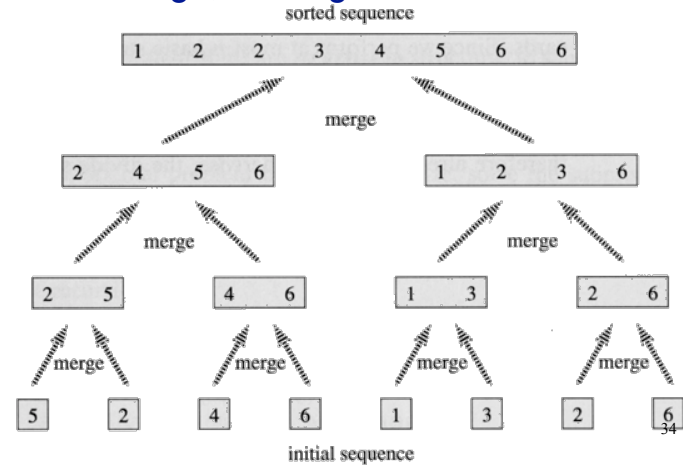 sorted sequence
1 2 2 3 4 5 6 6
merge
2 4 5 6 1 2 3 6
merge merge
2 5 4 6 1 3 2 6
merge merge merge merge
5 2 4 6 1 3 2 6
34
initial sequence